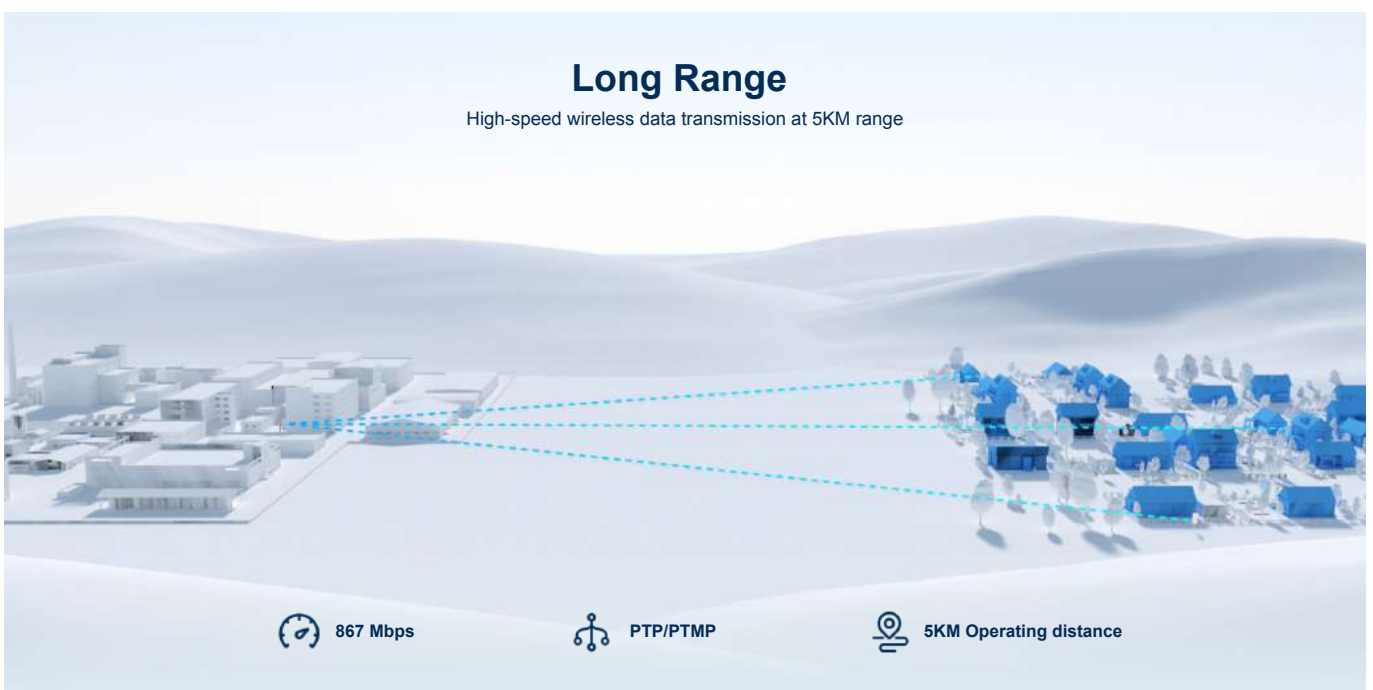 Long Range
High-speed wireless data transmission at 5KM range
867 Mbps
PTP/PTMP
5KM Operating distance